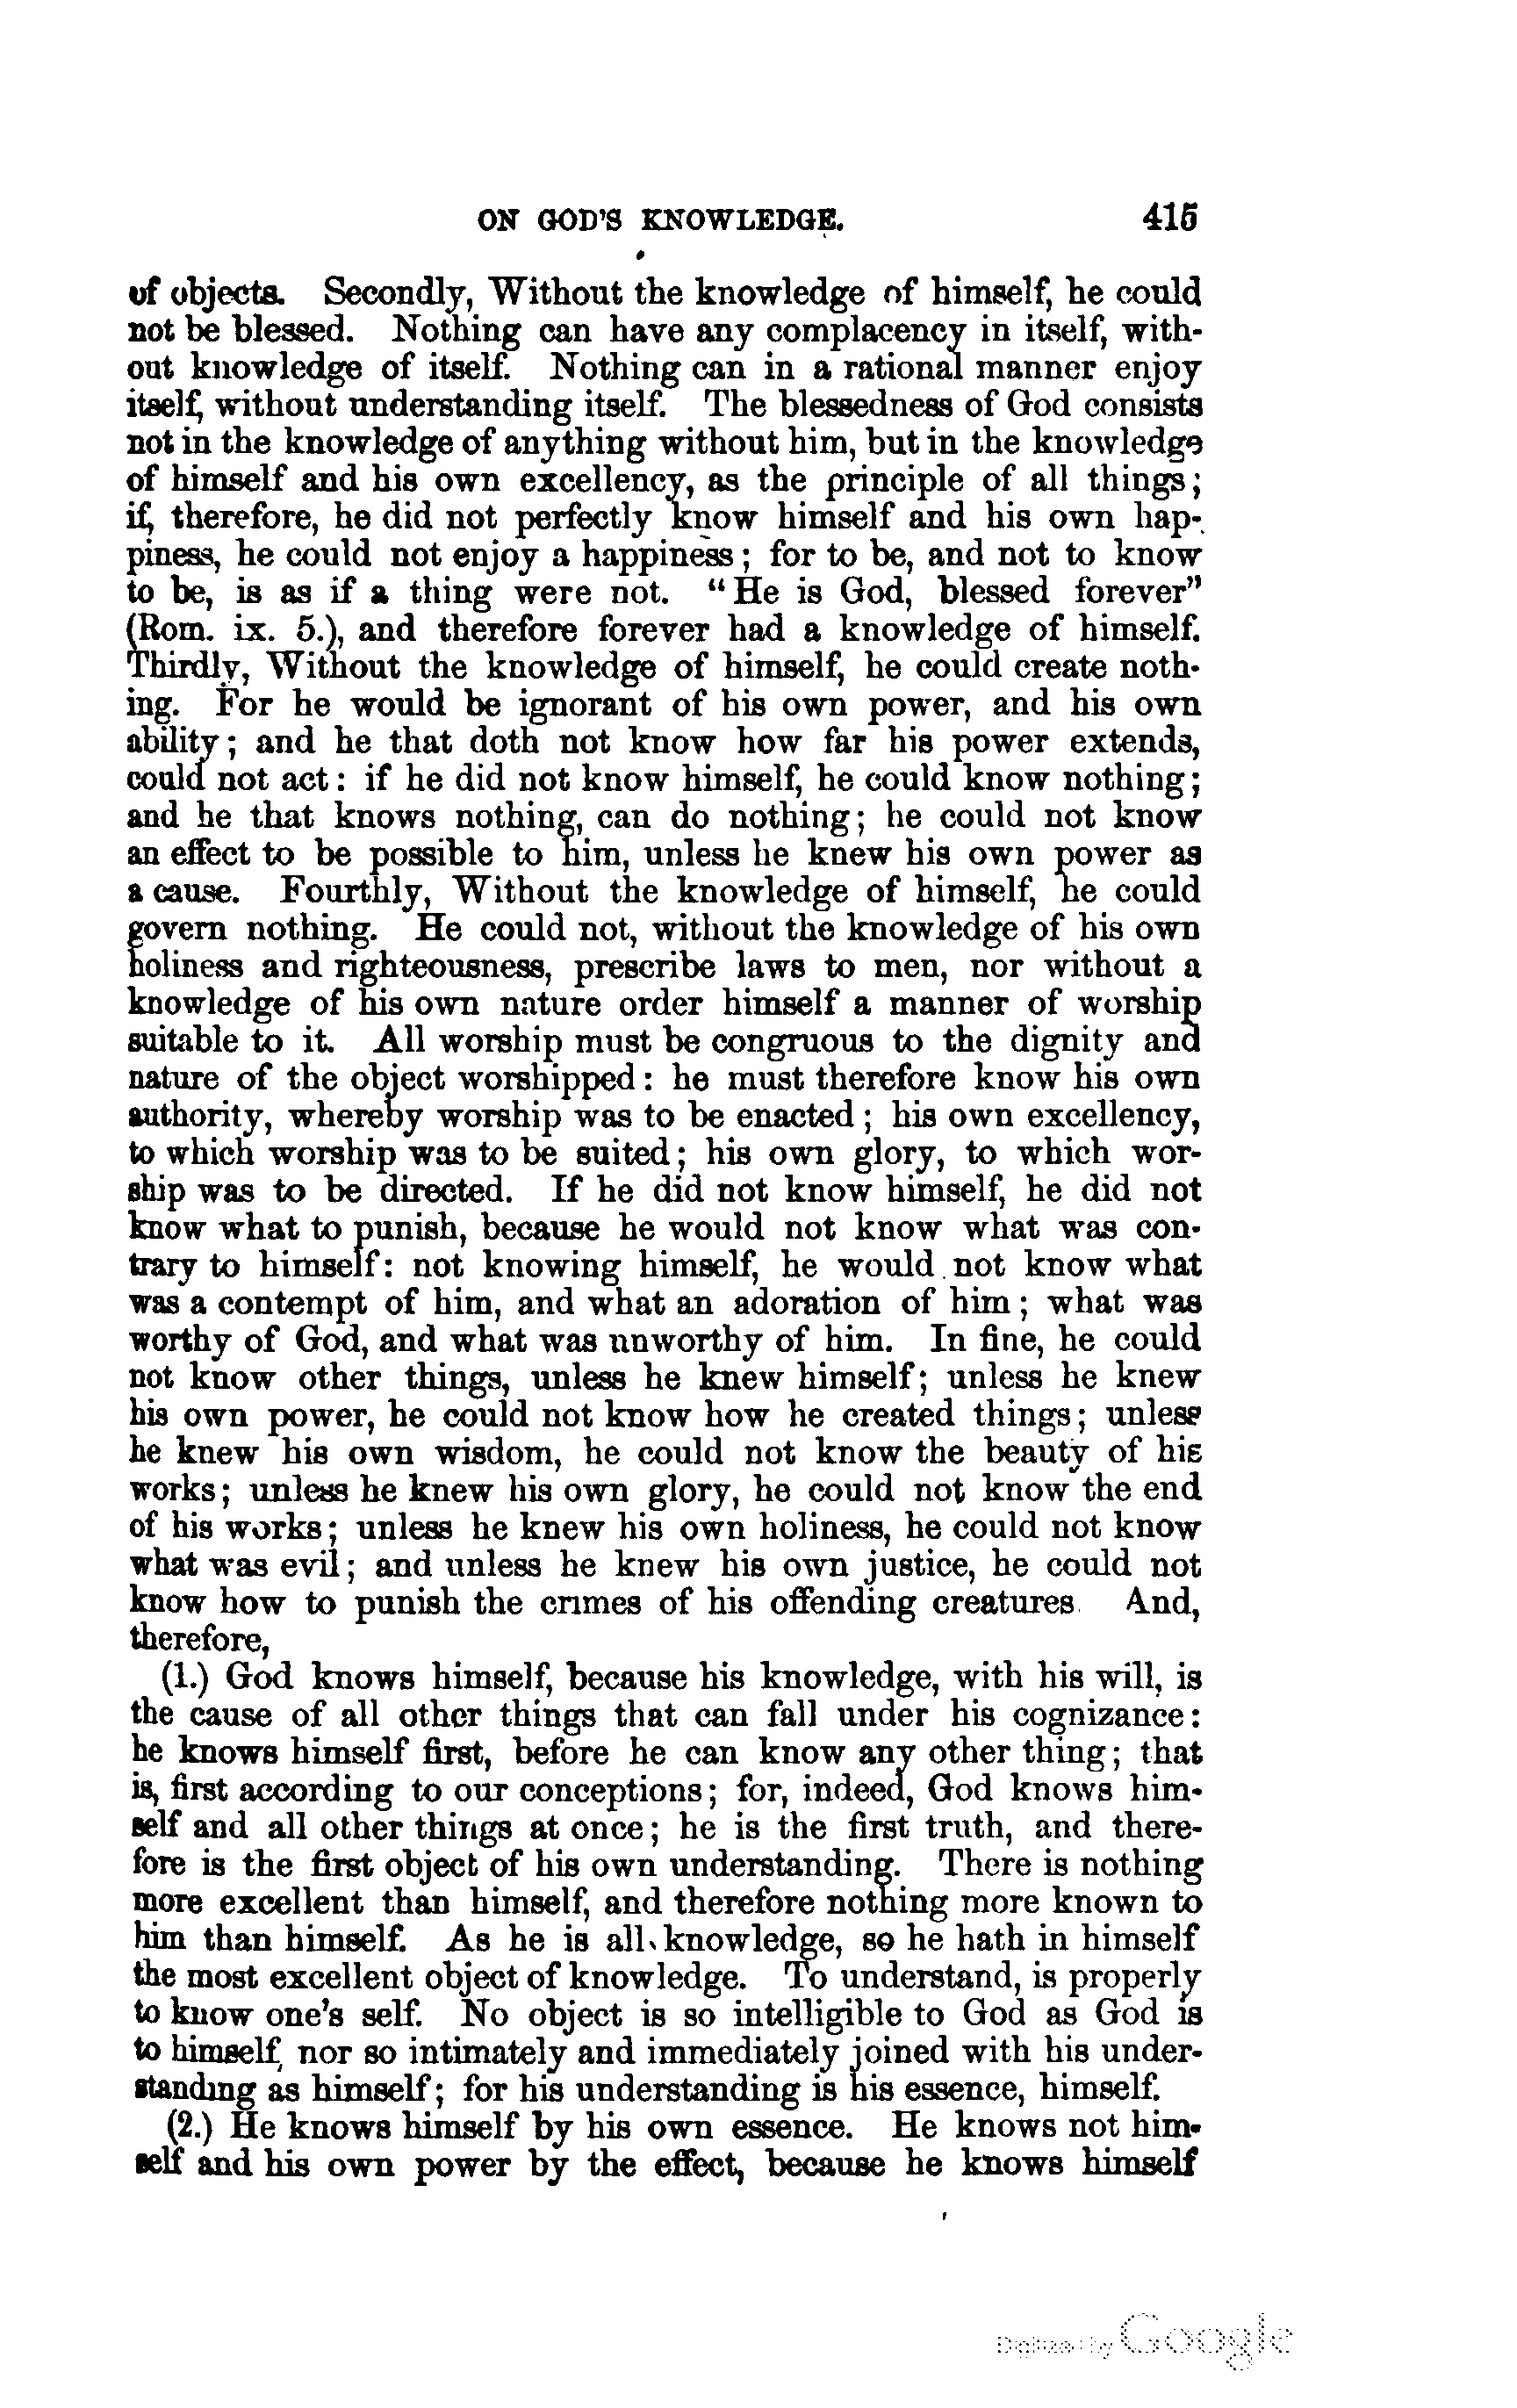 ON GOD'S KNOWLEDGE. 415
of objects. Secondly, Without the knowledge of himself, he could
not be blessed. Nothing can have any complacency in itself, with-
out knowledge of itself. Nothing can in a rational manner enjoy
itself, without understanding itself. The blessedness of God consists
not in the knowledge of anything without him, but in the knowledge
of himself and his own excellency, as the principle of all things;
if, therefore, he did not perfectly know himself and his own hap-
piness, he could not enjoy a happiness; for to be, and not to know
to be, is as if a thing were not. "He is God, blessed forever"
(Rom. ix. 5.), and therefore forever had a knowledge of himself.
Thirdly, Without the knowledge of himself, he could create noth-
ing. For he would be ignorant of his own power, and his own
ability; and he that doth not know how far his power extends,
could not act: if he did not know himself, he could know nothing;
and he that knows nothing, can do nothing; he could not know
an effect to be possible to him, unless he knew his own power as
a cause. Fourthly, Without the knowledge of himself, he could
govern nothing. He could not, without the knowledge of his own
holiness and righteousness, prescribe laws to men, nor without a
knowledge of his own nature order himself a manner of worship
suitable to it. All worship must be congruous to the dignity and
nature of the object worshipped: he must therefore know his own
authority, whereby worship was to be enacted; his own excellency,
to which worship was to be suited; his own glory, to which wor-
ship was to be directed. If he did not know himself, he did not
know what to punish, because he would not know what was con-
trary to himself: not knowing himself, he would not know what
was a contempt of him, and what an adoration of him; what was
worthy of God, and what was unworthy of him. In fine, he could
not know other things, unless he knew himself; unless he knew
his own power, he could not know how he created things; unless
he knew his own wisdom, he could not know the beauty of his
works; unless he knew his own glory, he could not know the end
of his works; unless he knew his own holiness, he could not know
what was evil; and unless he knew his own justice, he could not
know how to punish the crimes of his offending creatures. And,
therefore,
(1.) God knows himself, because his knowledge, with his will, is
the cause of all other things that can fall under his cognizance:
he knows himself first, before he can know any other thing; that
is, first according to our conceptions; for, indeed, God knows him-
self and all other things at once; he is the first truth, and there-
fore is the first object of his own understanding. There is nothing
more excellent than himself, and therefore nothing more known to
him than himself. As he is all knowledge, so he hath in himself
the most excellent object of knowledge. To understand, is properly
to know one's self. No object is so intelligible to God as God is
to himself, nor so intimately and immediately joined with his under-
standing as himself; for his understanding is his essence, himself.
(2.) He knows himself by his own essence. He knows not him-
self and his own power by the effect, because he knows himself
Digitized by Google